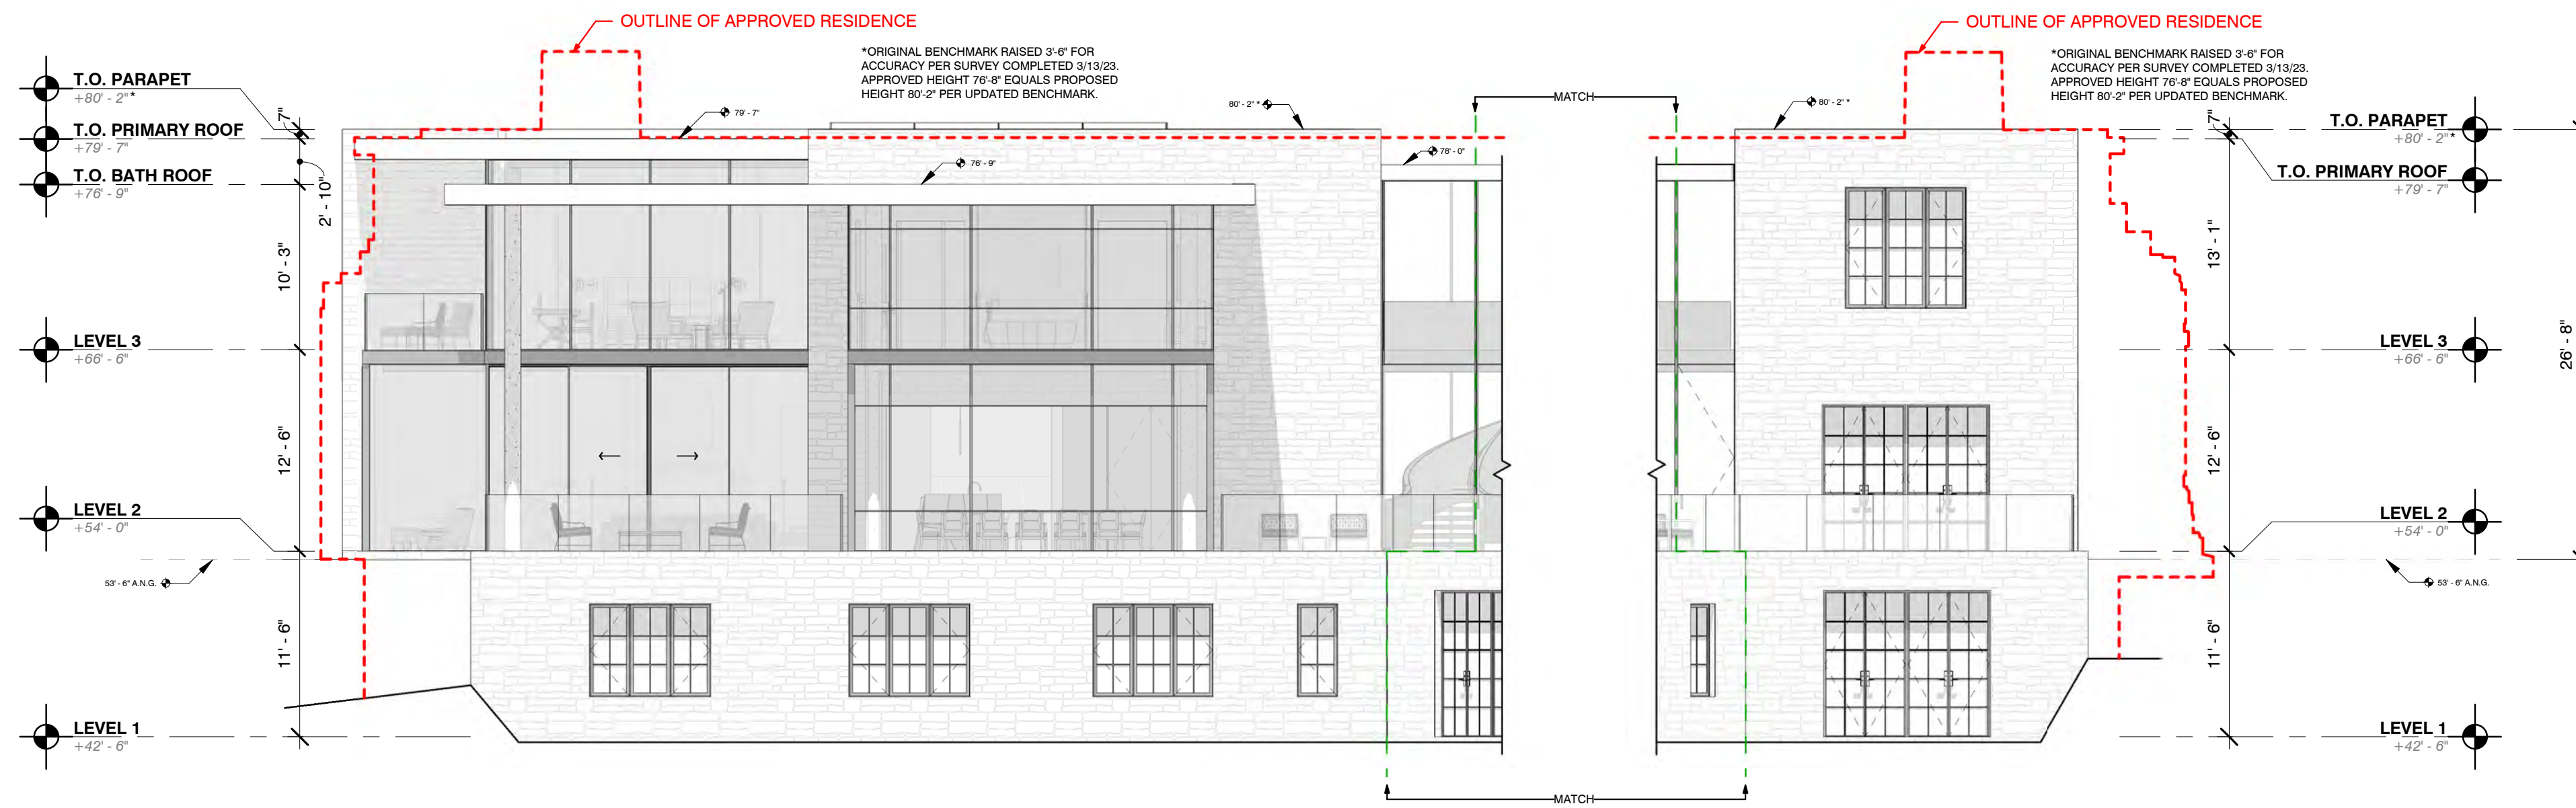 OUTLINE OF APPROVED RESIDENCE
*ORIGINAL BENCHMARK RAISED 3'-6" FOR
ACCURACY PER SURVEY COMPLETED 3/13/23.
APPROVED HEIGHT 76'-8" EQUALS PROPOSED
HEIGHT 80'-2" PER UPDATED BENCHMARK.
T.O. PARAPET
+80' - 2"*
T.O. PRIMARY ROOF
+79' - 7"
T.O. BATH ROOF
+76' - 9"
LEVEL 3
+66' - 6"
LEVEL 2
+54' - 0"
53' - 6" A.N.G.
LEVEL 1
+42' - 6"
7"
2' - 10"
10' - 3"
12' - 6"
11' - 6"
79' - 7"
76' - 9"
80' - 2" *
78' - 0"
MATCH
MATCH
OUTLINE OF APPROVED RESIDENCE
*ORIGINAL BENCHMARK RAISED 3'-6" FOR
ACCURACY PER SURVEY COMPLETED 3/13/23.
APPROVED HEIGHT 76'-8" EQUALS PROPOSED
HEIGHT 80'-2" PER UPDATED BENCHMARK.
80' - 2" *
7"
13' - 1"
12' - 6"
11' - 6"
T.O. PARAPET
+80' - 2"*
T.O. PRIMARY ROOF
+79' - 7"
LEVEL 3
+66' - 6"
LEVEL 2
+54' - 0"
53' - 6" A.N.G.
LEVEL 1
+42' - 6"
26' - 8"